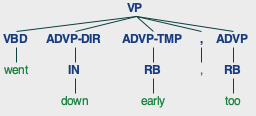 VP
VBD ADVP-DIR ADVP-TMP , ADVP
went IN RB , RB
down early too